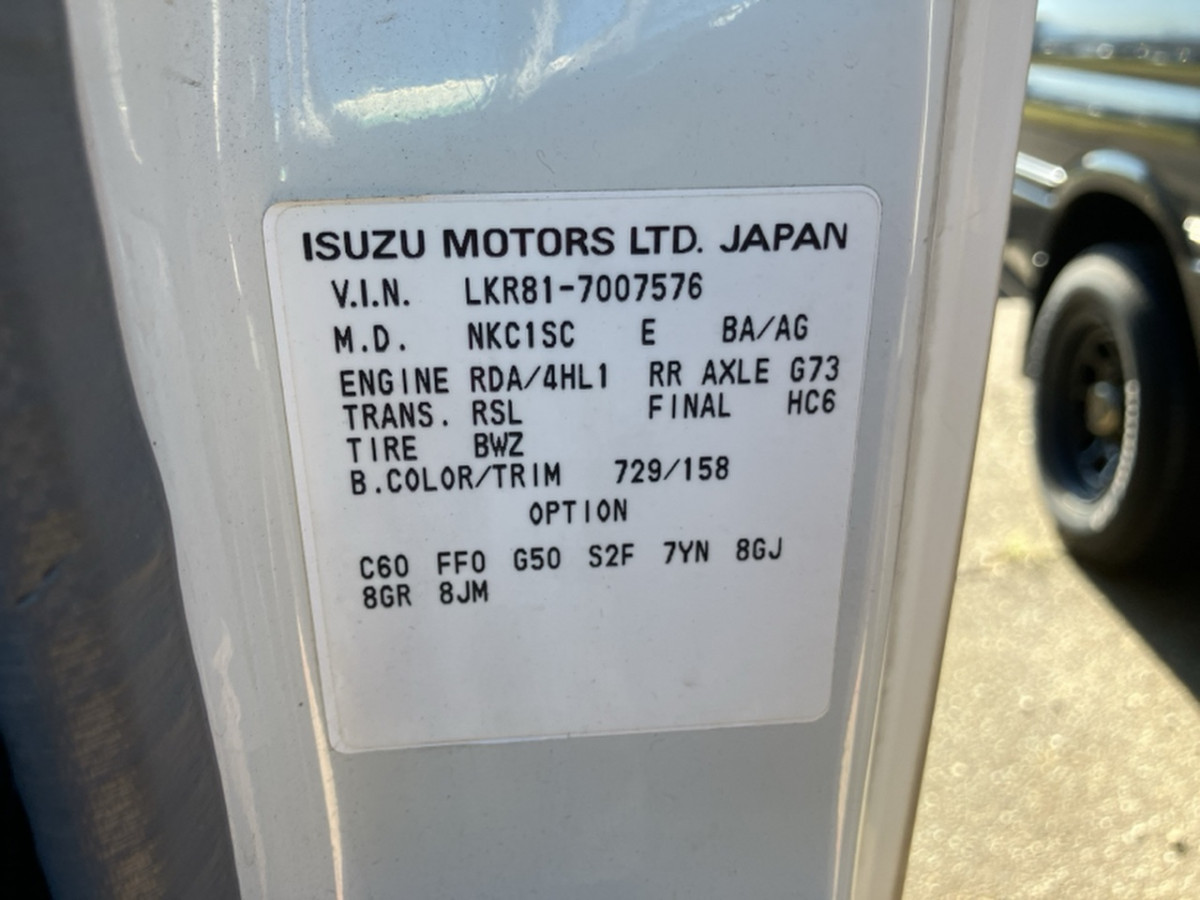 ISUZU MOTORS LTD. JAPAN
V.I.N. LKR81-7007576
M.D. NKC1SC E BA/AG
ENGINE RDA/4HL1 RR AXLE G73
TRANS. RSL FINAL HC6
TIRE BWZ
B.COLOR/TRIM 729/158
OPTION
C60 FF0 G50 S2F 7YN 8GJ
8GR 8JM